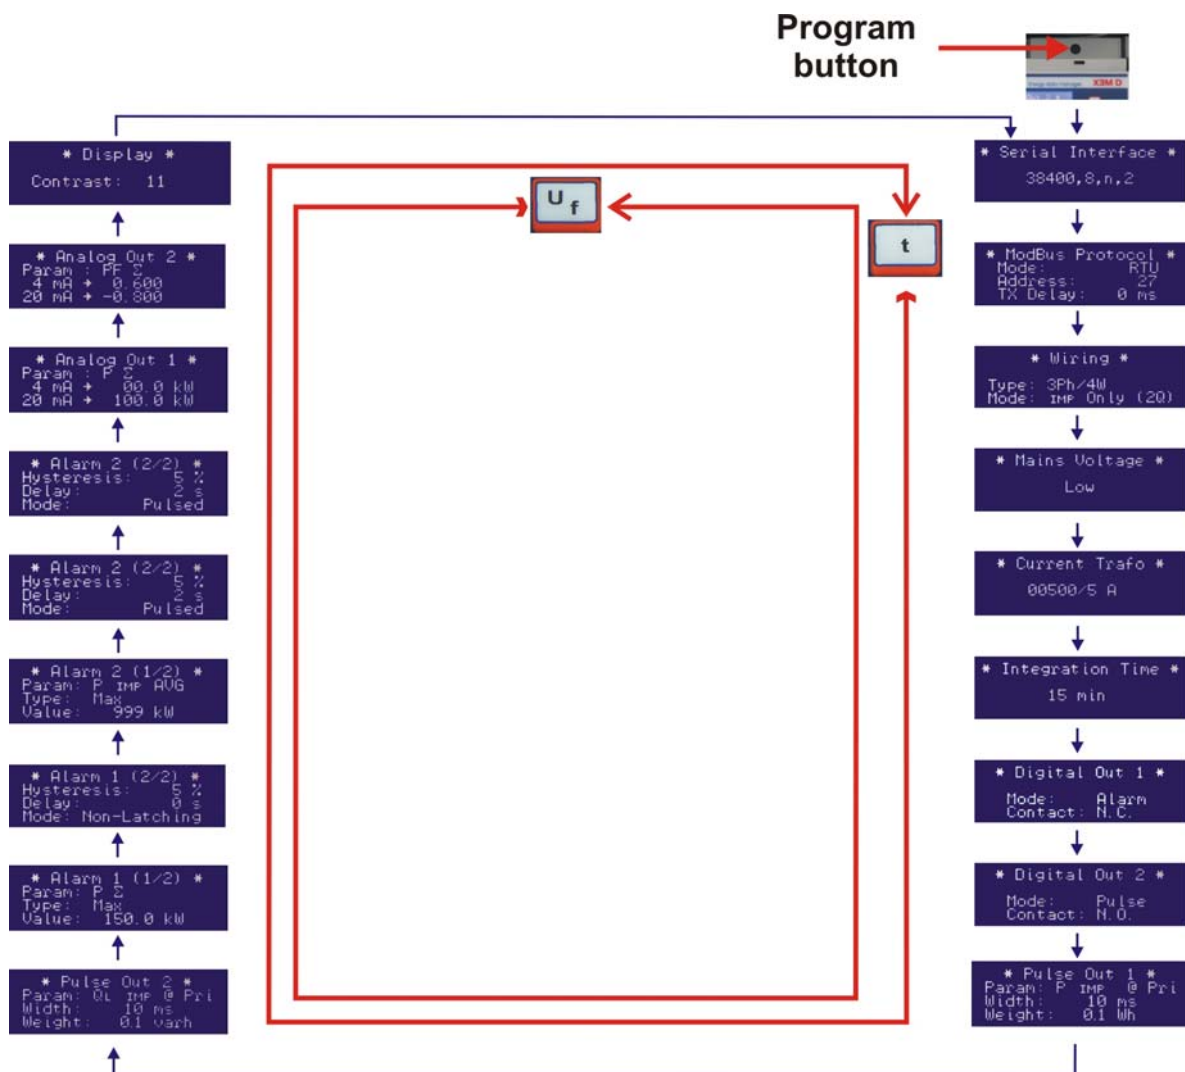 Program
button
Energy data manager X3M D
* Display *
Contrast: 11
* Analog Out 2 *
Param : PF Σ
4 mA → 0.600
20 mA → -0.800
* Analog Out 1 *
Param : P Σ
4 mA → 00.0 kW
20 mA → 100.0 kW
* Alarm 2 (2/2) *
Hysteresis: 5 %
Delay: 2 s
Mode: Pulsed
* Alarm 2 (2/2) *
Hysteresis: 5 %
Delay: 2 s
Mode: Pulsed
* Alarm 2 (1/2) *
Param: P IMP AVG
Type: Max
Value: 999 kW
* Alarm 1 (2/2) *
Hysteresis: 5 %
Delay: 0 s
Mode: Non-Latching
* Alarm 1 (1/2) *
Param: P Σ
Type: Max
Value: 150.0 kW
* Pulse Out 2 *
Param: QL IMP @ Pri
Width: 10 ms
Weight: 0.1 varh
U f
t
* Serial Interface *
38400,8,n,2
* ModBus Protocol *
Mode: RTU
Address: 27
TX Delay: 0 ms
* Wiring *
Type: 3Ph/4W
Mode: IMP Only (2Q)
* Mains Voltage *
Low
* Current Trafo *
00500/5 A
* Integration Time *
15 min
* Digital Out 1 *
Mode: Alarm
Contact: N.C.
* Digital Out 2 *
Mode: Pulse
Contact: N.O.
* Pulse Out 1 *
Param: P IMP @ Pri
Width: 10 ms
Weight: 0.1 Wh